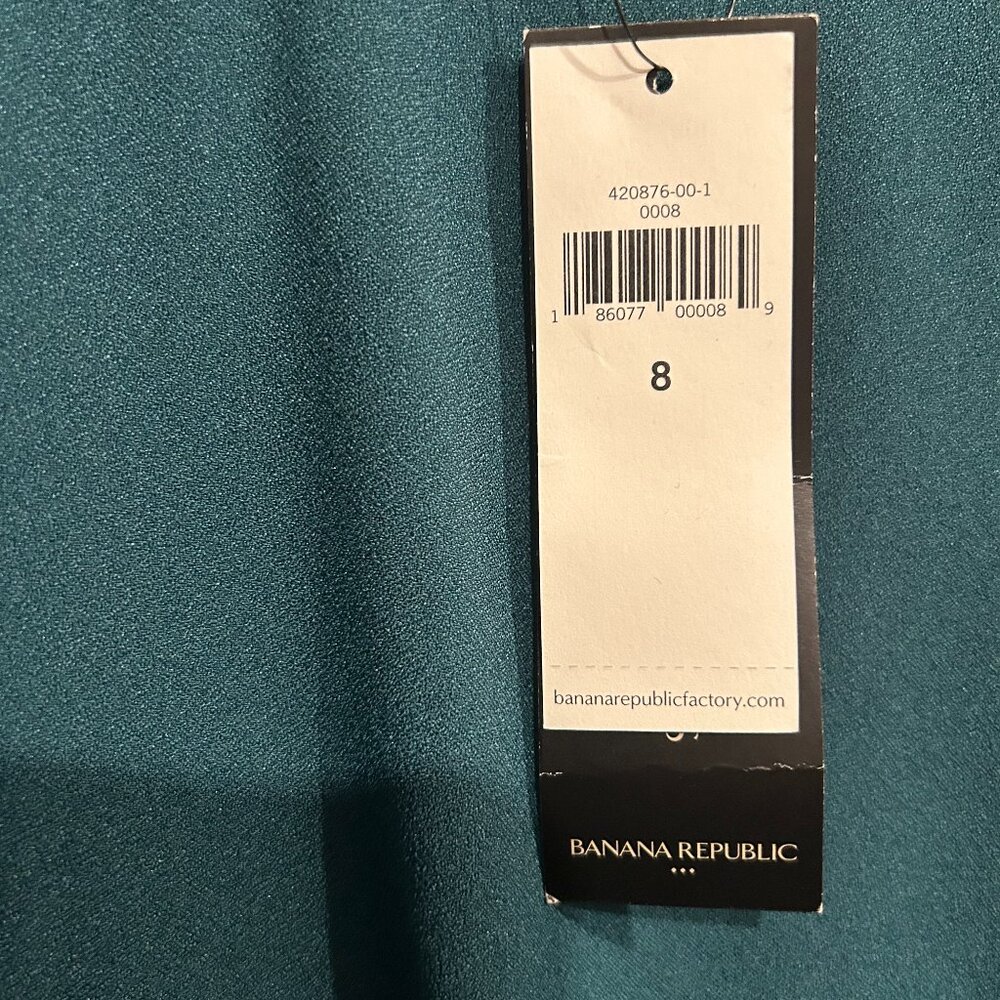 420876-00-1
0008
1 86077 00008 9
8
bananarepublicfactory.com
BANANA REPUBLIC